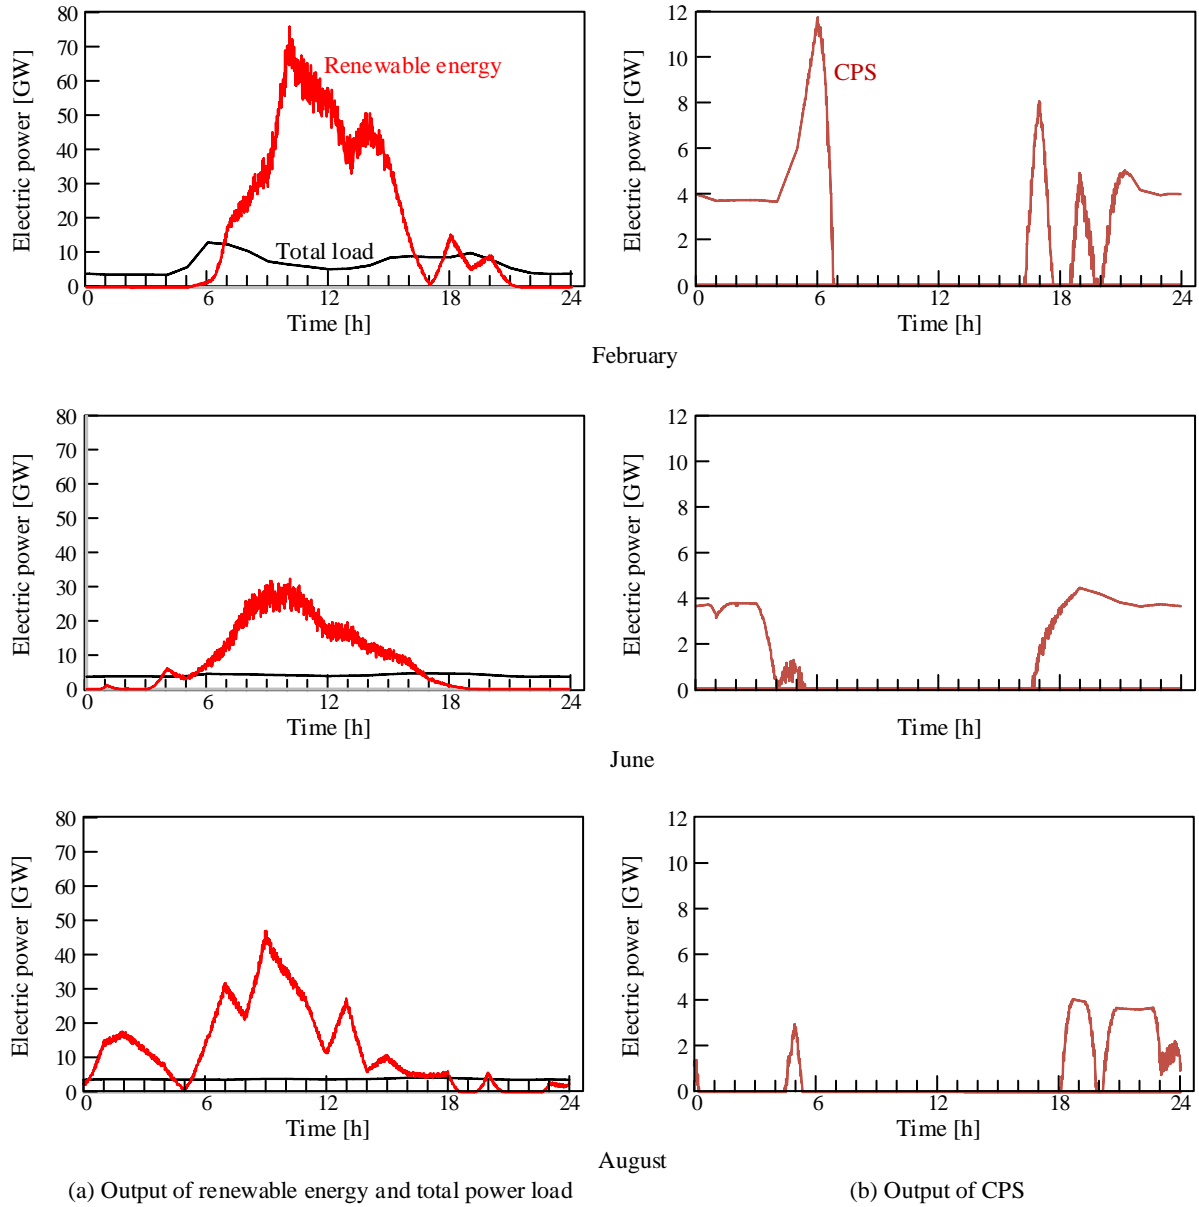 80
70
60
50
40
30
20
10
0
Electric power [GW]
Renewable energy
Total load
0 6 12 18 24
Time [h]
12
10
8
6
4
2
0
Electric power [GW]
CPS
0 6 12 18 24
Time [h]
February
80
70
60
50
40
30
20
10
0
Electric power [GW]
0 6 12 18 24
Time [h]
12
10
8
6
4
2
0
Electric power [GW]
0 6 12 18 24
Time [h]
June
80
70
60
50
40
30
20
10
0
Electric power [GW]
0 6 12 18 24
Time [h]
12
10
8
6
4
2
0
Electric power [GW]
0 6 12 18 24
Time [h]
August
(a) Output of renewable energy and total power load
(b) Output of CPS